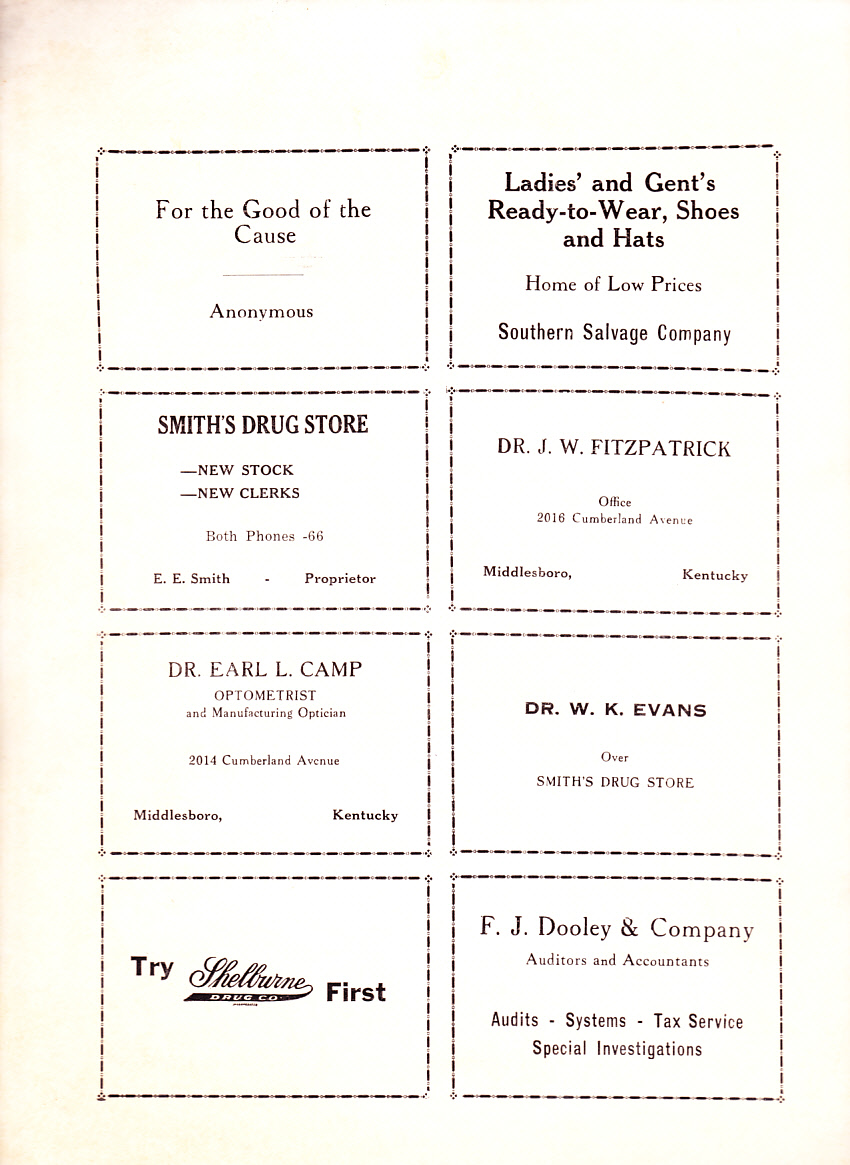 For the Good of the
Cause
Anonymous
Ladies' and Gent's
Ready-to-Wear, Shoes
and Hats
Home of Low Prices
Southern Salvage Company
SMITH'S DRUG STORE
—NEW STOCK
—NEW CLERKS
Both Phones -66
E. E. Smith - Proprietor
DR. J. W. FITZPATRICK
Office
2016 Cumberland Avenue
Middlesboro, Kentucky
DR. EARL L. CAMP
OPTOMETRIST
and Manufacturing Optician
2014 Cumberland Avenue
Middlesboro, Kentucky
DR. W. K. EVANS
Over
SMITH'S DRUG STORE
Try Shelburne First
DRUG CO.
F. J. Dooley & Company
Auditors and Accountants
Audits - Systems - Tax Service
Special Investigations